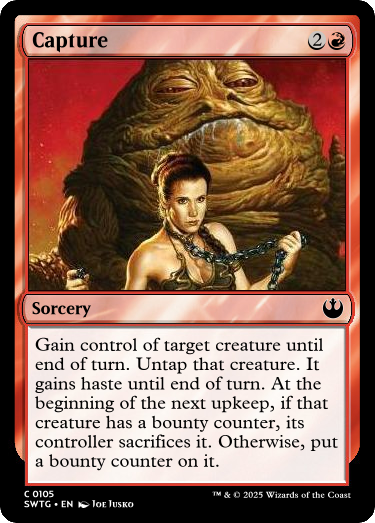 Capture
2
Sorcery
Gain control of target creature until
end of turn. Untap that creature. It
gains haste until end of turn. At the
beginning of the next upkeep, if that
creature has a bounty counter, its
controller sacrifices it. Otherwise, put
a bounty counter on it.
C 0105
SWTG • EN Joe Jusko
™ & © 2025 Wizards of the Coast